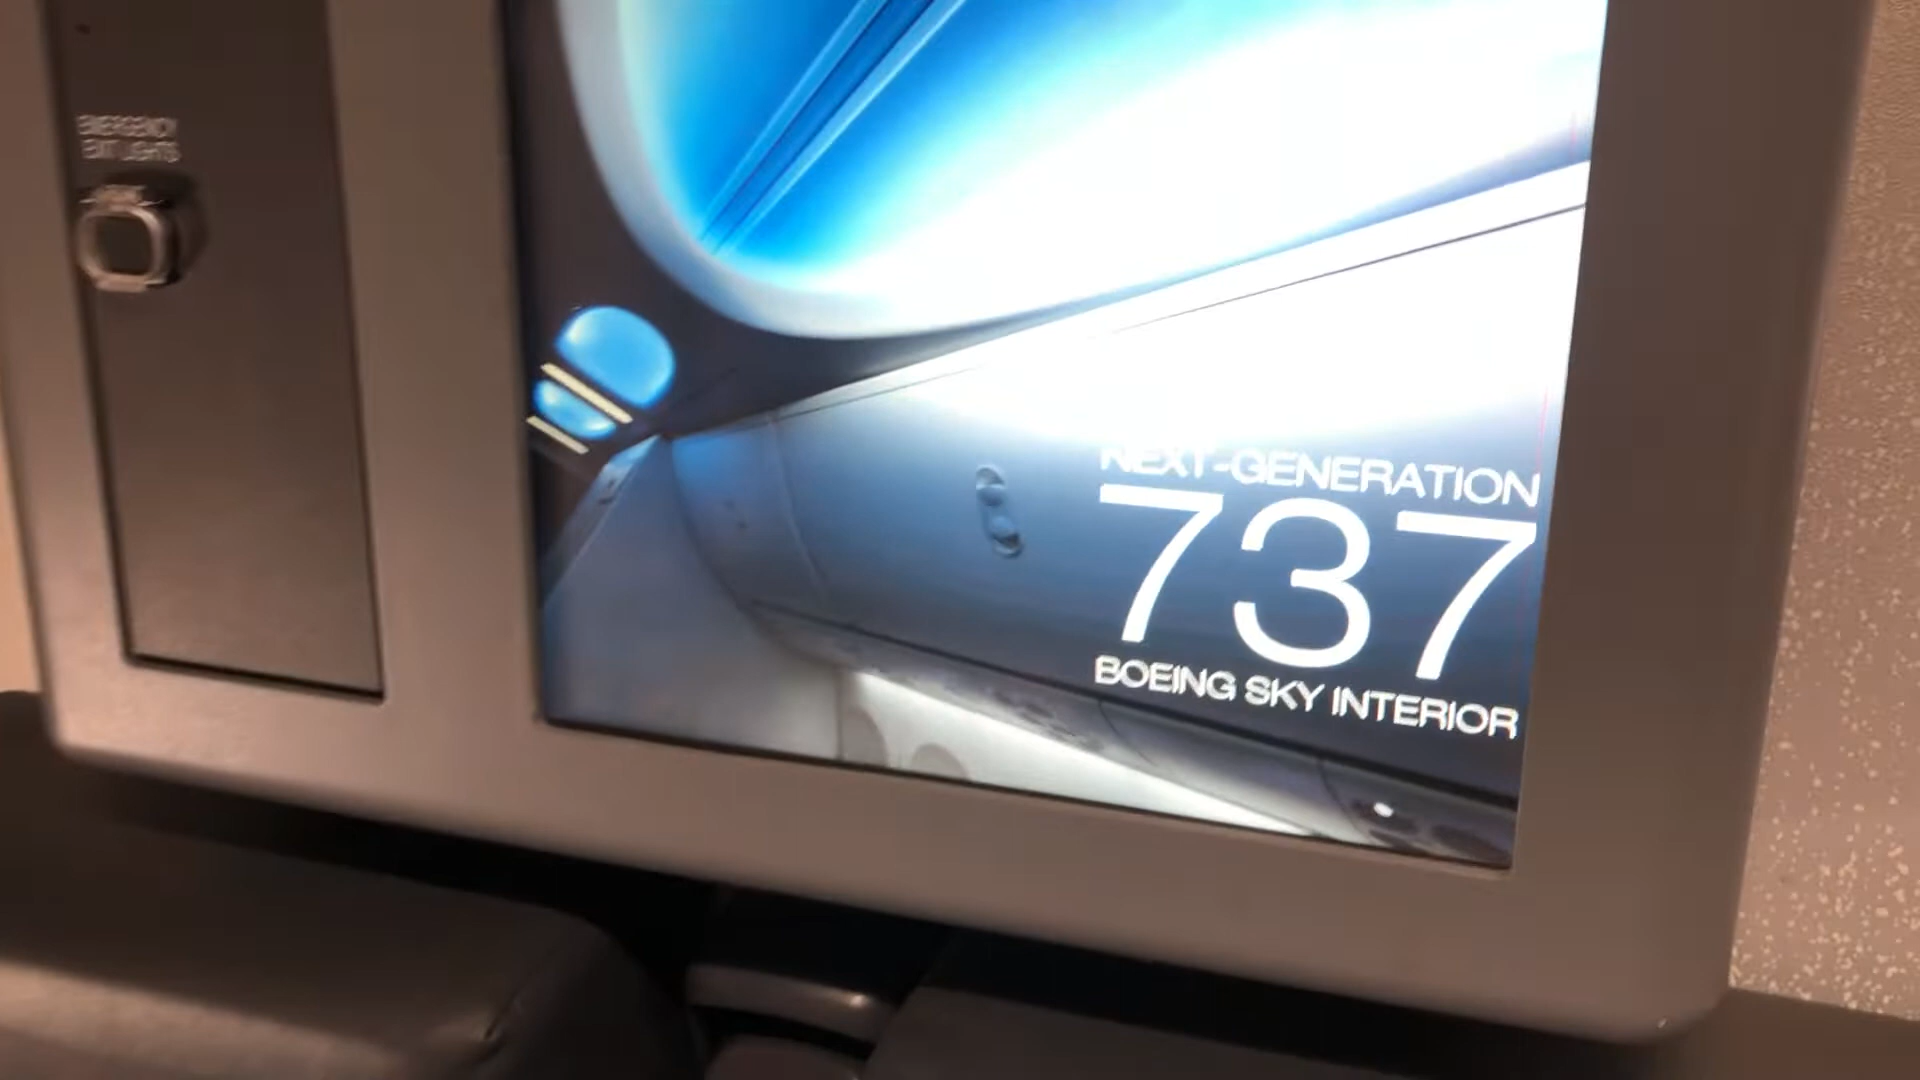 EMERGENCY
EXIT LIGHTS
NEXT-GENERATION
737
BOEING SKY INTERIOR